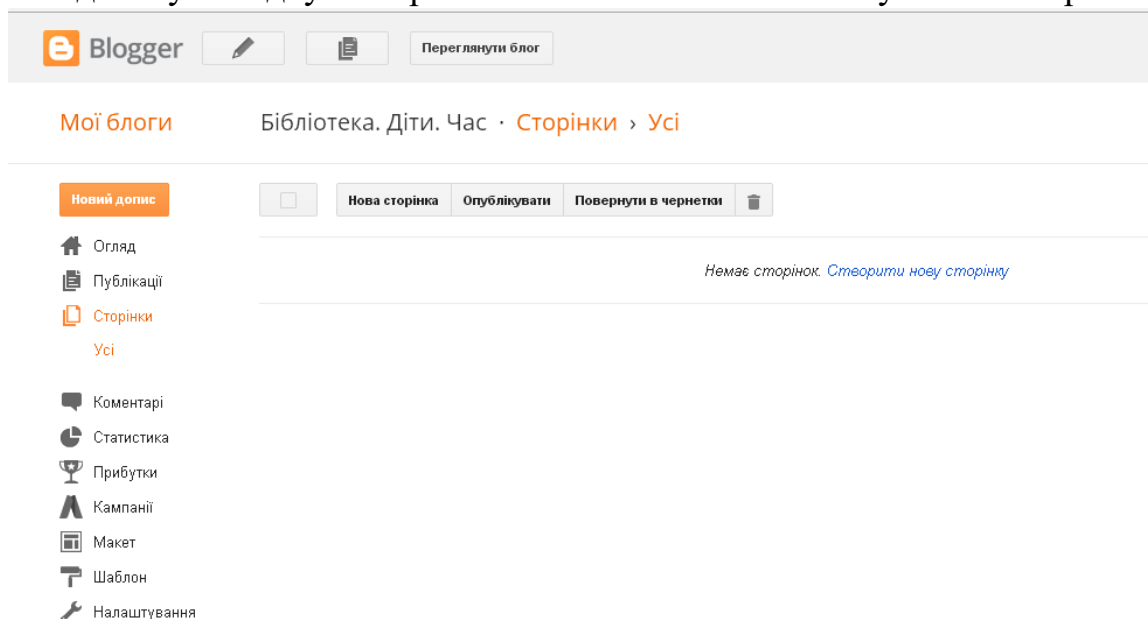 Blogger Переглянути блог
Мої блоги Бібліотека. Діти. Час · Сторінки › Усі
Новий допис Нова сторінка Опублікувати Повернути в чернетки
Огляд
Немає сторінок. Створити нову сторінку
Публікації
Сторінки
Усі
Коментарі
Статистика
Прибутки
Кампанії
Макет
Шаблон
Налаштування